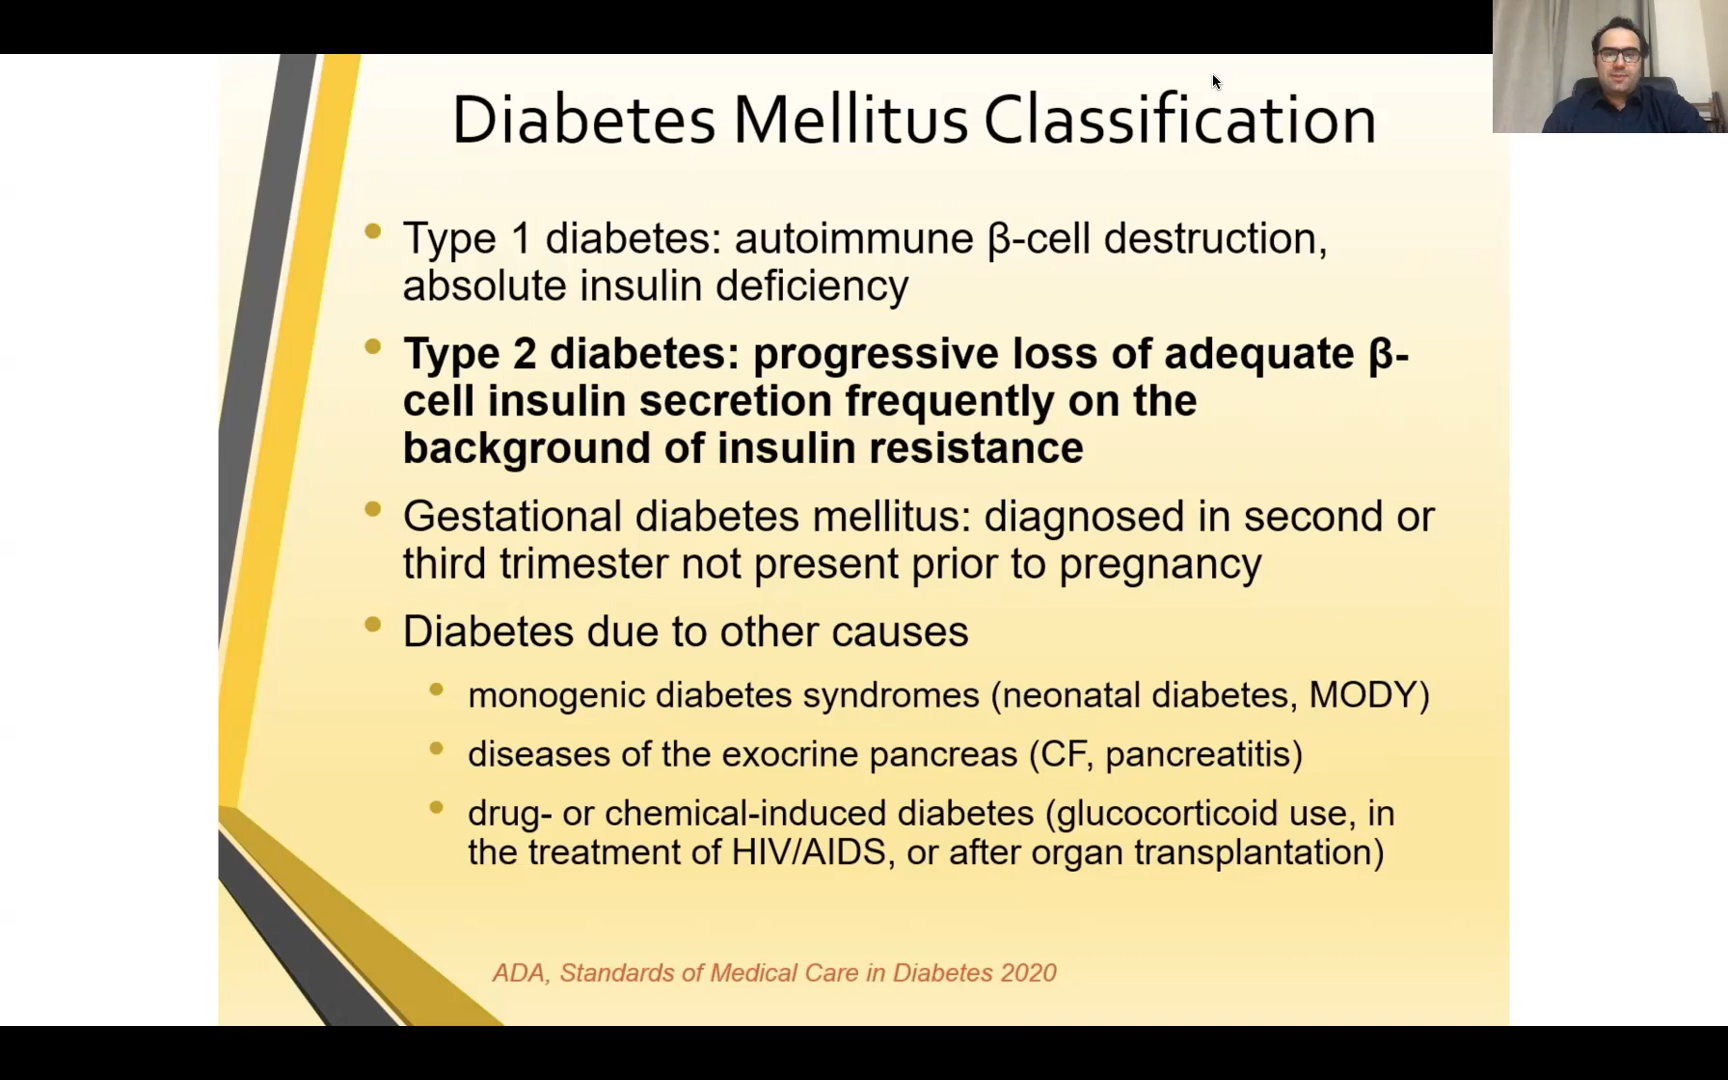 Diabetes Mellitus Classification
• Type 1 diabetes: autoimmune β-cell destruction,
absolute insulin deficiency
• Type 2 diabetes: progressive loss of adequate β-
cell insulin secretion frequently on the
background of insulin resistance
• Gestational diabetes mellitus: diagnosed in second or
third trimester not present prior to pregnancy
• Diabetes due to other causes
• monogenic diabetes syndromes (neonatal diabetes, MODY)
• diseases of the exocrine pancreas (CF, pancreatitis)
• drug- or chemical-induced diabetes (glucocorticoid use, in
the treatment of HIV/AIDS, or after organ transplantation)
ADA, Standards of Medical Care in Diabetes 2020